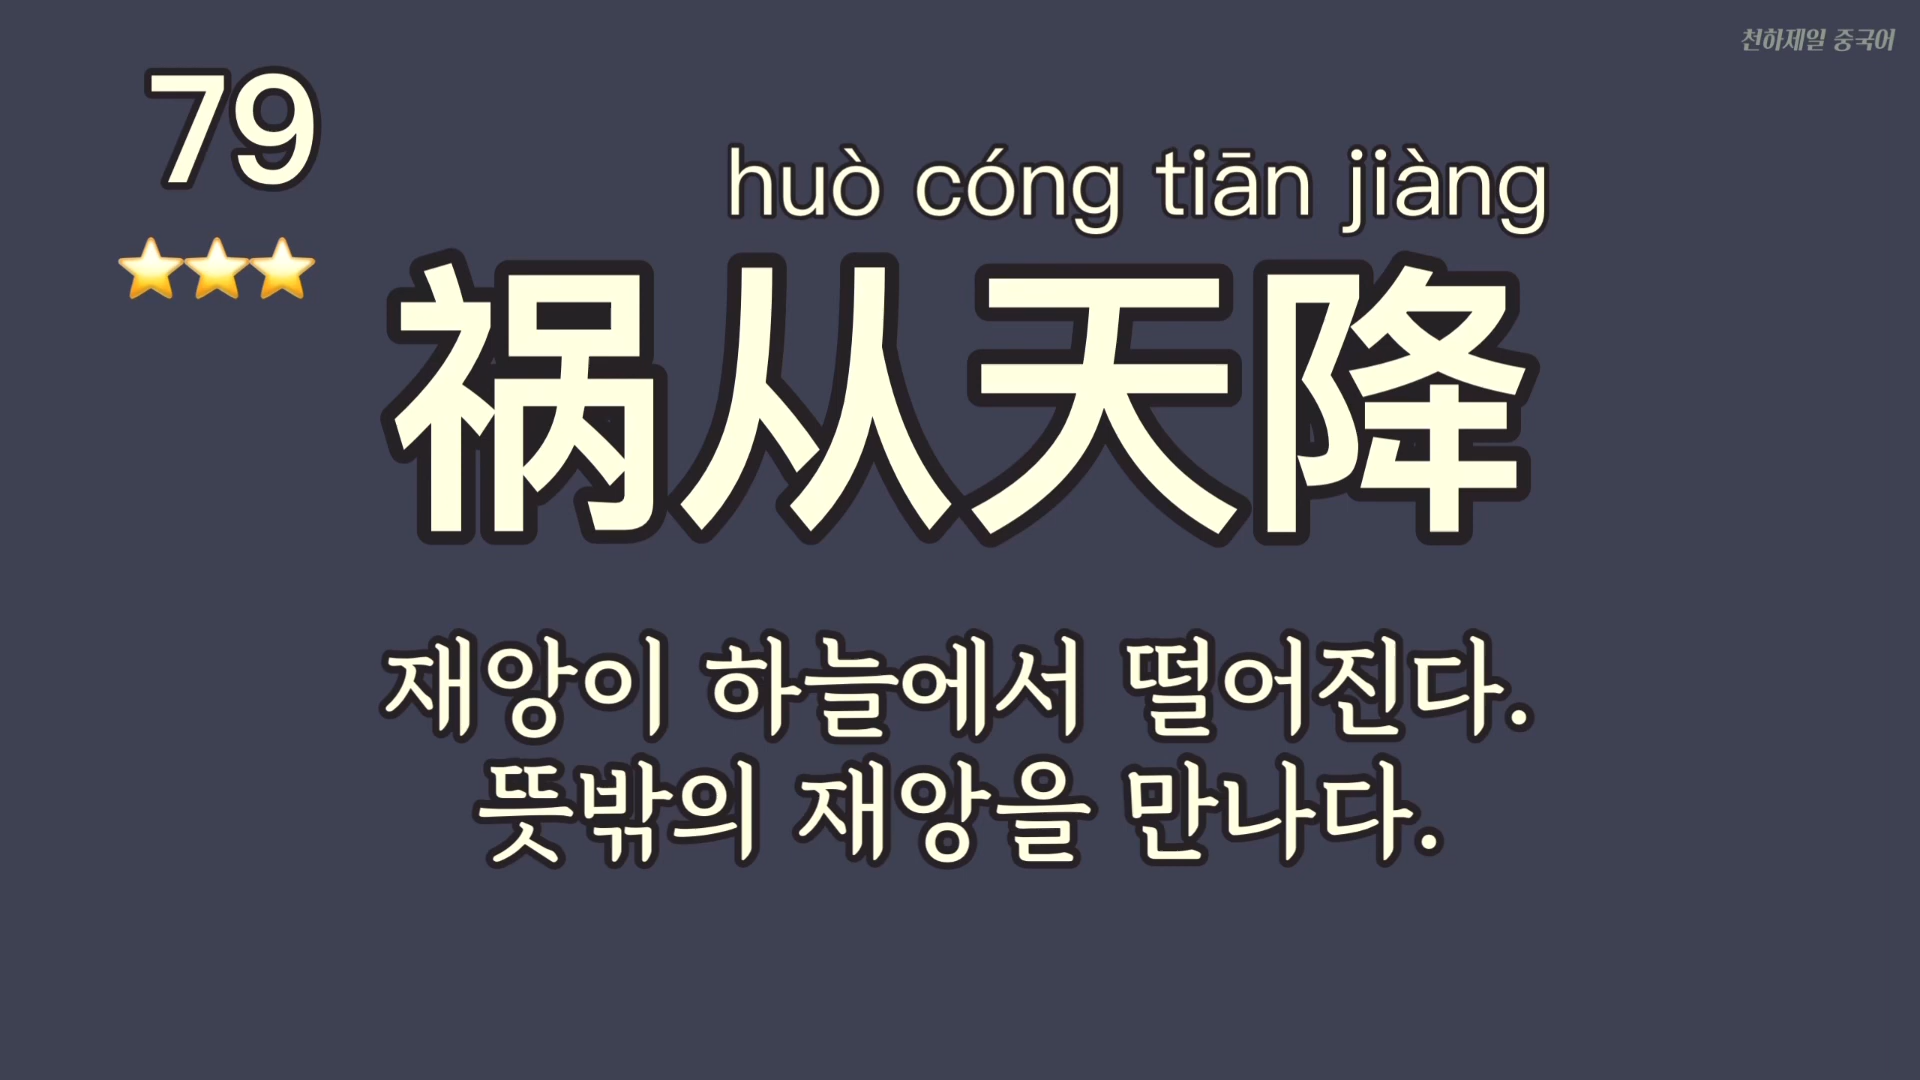 천하제일 중국어
79
⭐⭐⭐
huò cóng tiān jiàng
祸从天降
재앙이 하늘에서 떨어진다.
뜻밖의 재앙을 만나다.